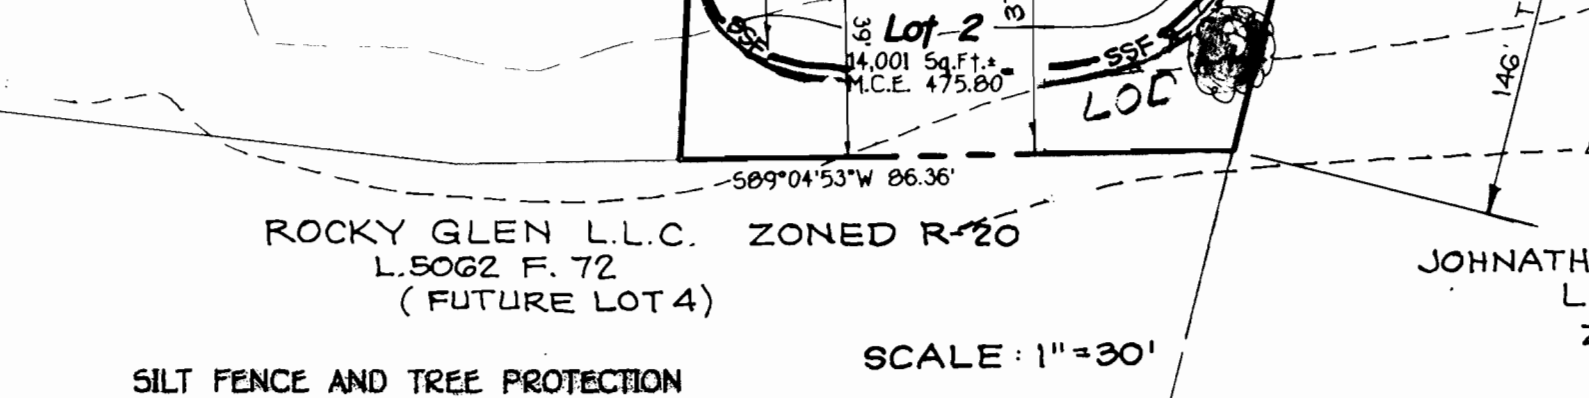 Lot-2
39'
14,001 Sq.Ft.±
M.C.E. 475.80
SSF
SSF
LOD
146'
S89°04'53"W 86.36'
ROCKY GLEN L.L.C. ZONED R-20
L.5062 F. 72
(FUTURE LOT 4)
JOHNATH
L
SCALE: 1"=30'
SILT FENCE AND TREE PROTECTION